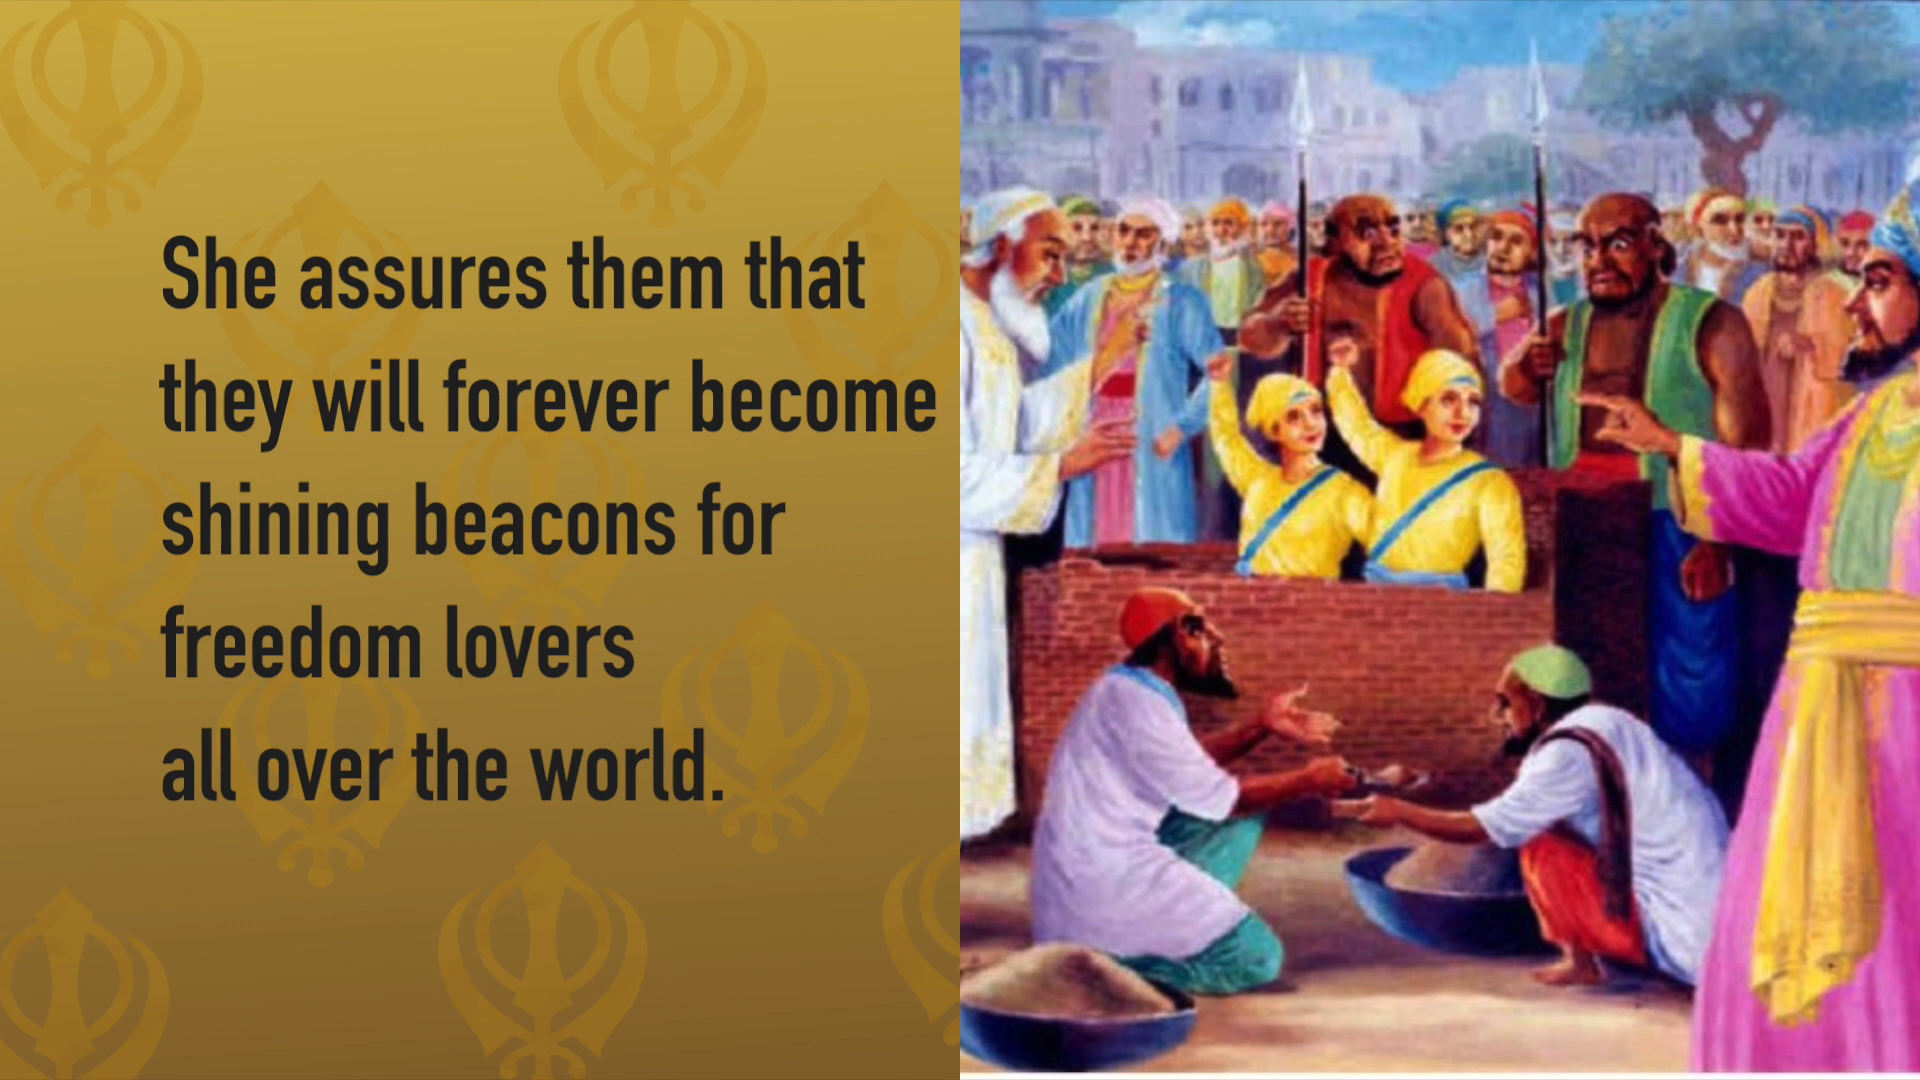 She assures them that
they will forever become
shining beacons for
freedom lovers
all over the world.